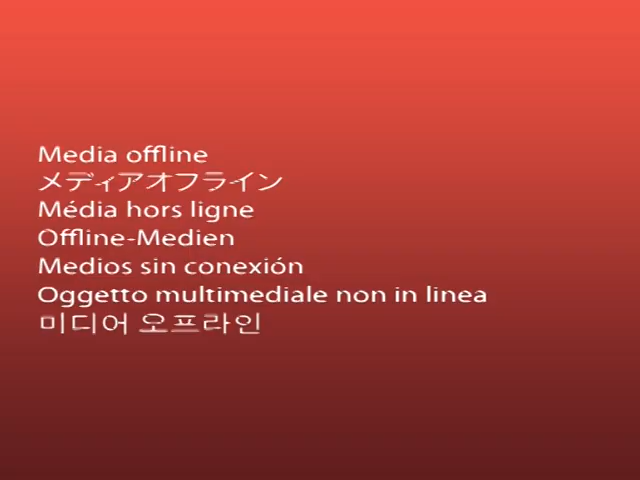 Media offline
メディアオフライン
Média hors ligne
Offline-Medien
Medios sin conexión
Oggetto multimediale non in linea
미디어 오프라인